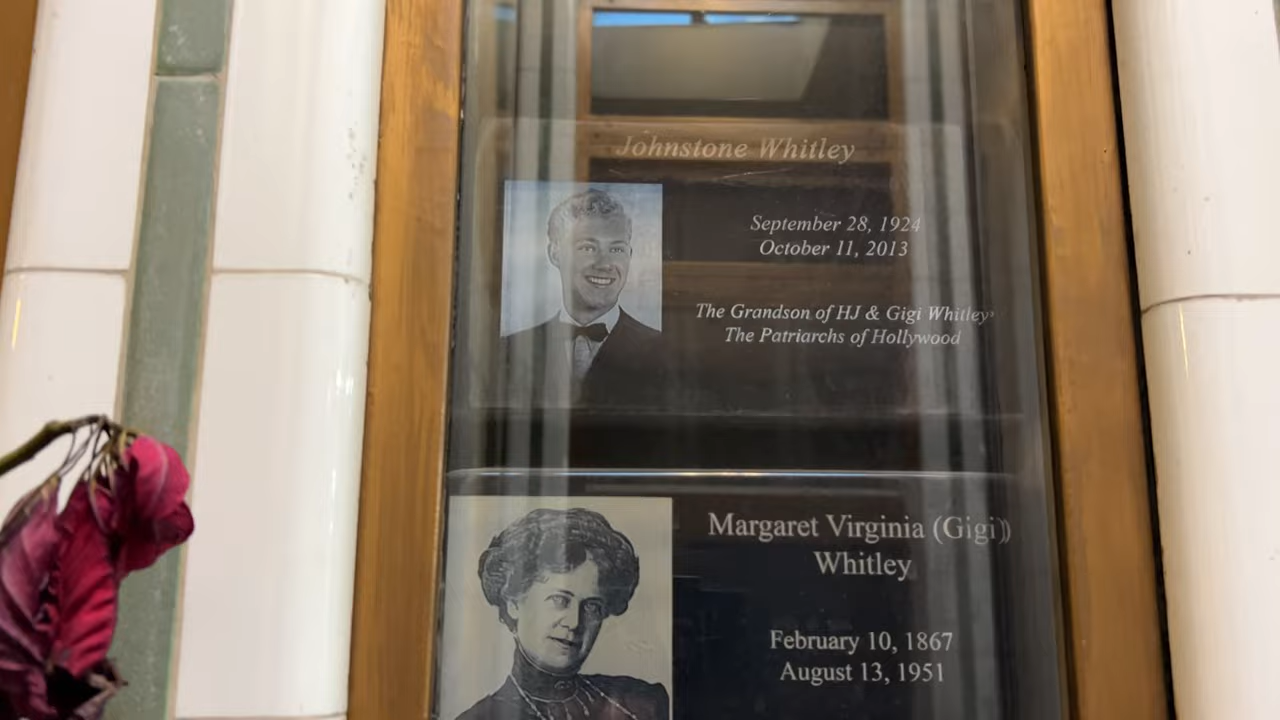 Johnstone Whitley
September 28, 1924
October 11, 2013
The Grandson of HJ & Gigi Whitley,
The Patriarchs of Hollywood
Margaret Virginia (Gigi)
Whitley
February 10, 1867
August 13, 1951